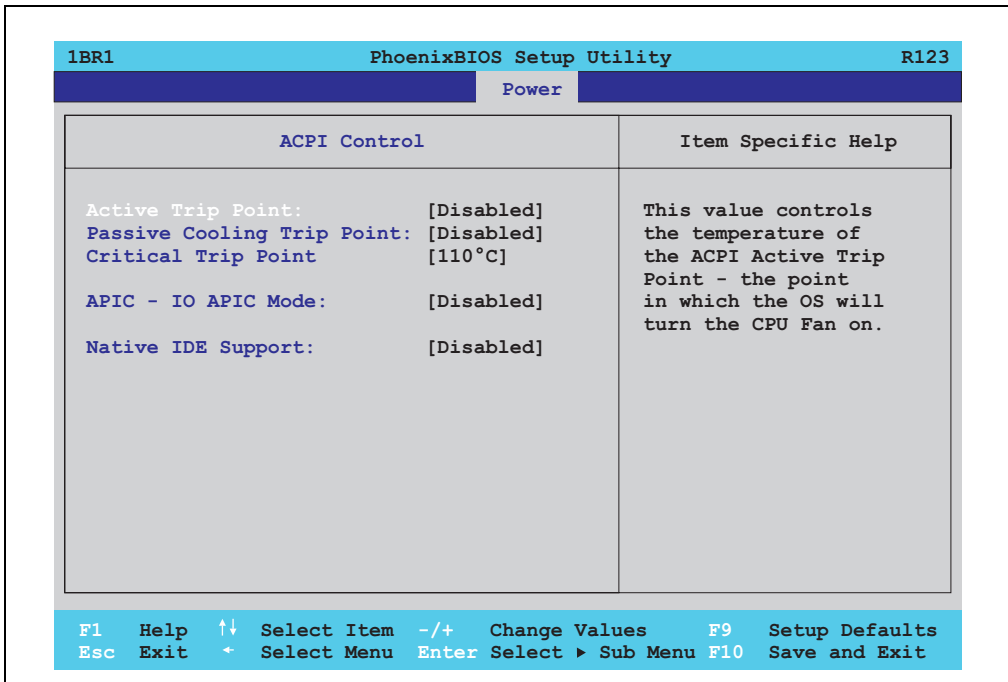 1BR1 PhoenixBIOS Setup Utility R123
Power
ACPI Control
Item Specific Help
Active Trip Point: [Disabled]
Passive Cooling Trip Point: [Disabled]
Critical Trip Point [110°C]
APIC - IO APIC Mode: [Disabled]
Native IDE Support: [Disabled]
This value controls
the temperature of
the ACPI Active Trip
Point - the point
in which the OS will
turn the CPU Fan on.
F1 Help ↑↓ Select Item -/+ Change Values F9 Setup Defaults
Esc Exit ← Select Menu Enter Select ▶ Sub Menu F10 Save and Exit